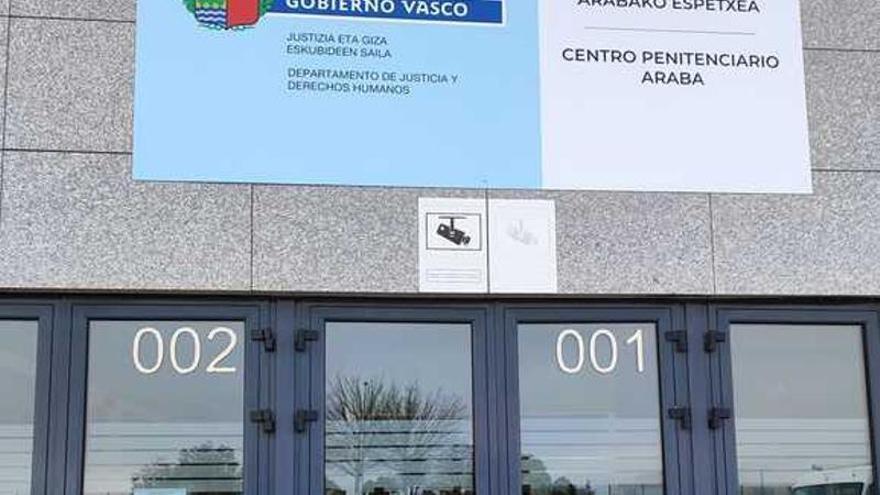 GOBIERNO VASCO
JUSTIZIA ETA GIZA
ESKUBIDEEN SAILA
DEPARTAMENTO DE JUSTICIA Y
DERECHOS HUMANOS
ARABAKO ESPETXEA
CENTRO PENITENCIARIO
ARABA
002
001